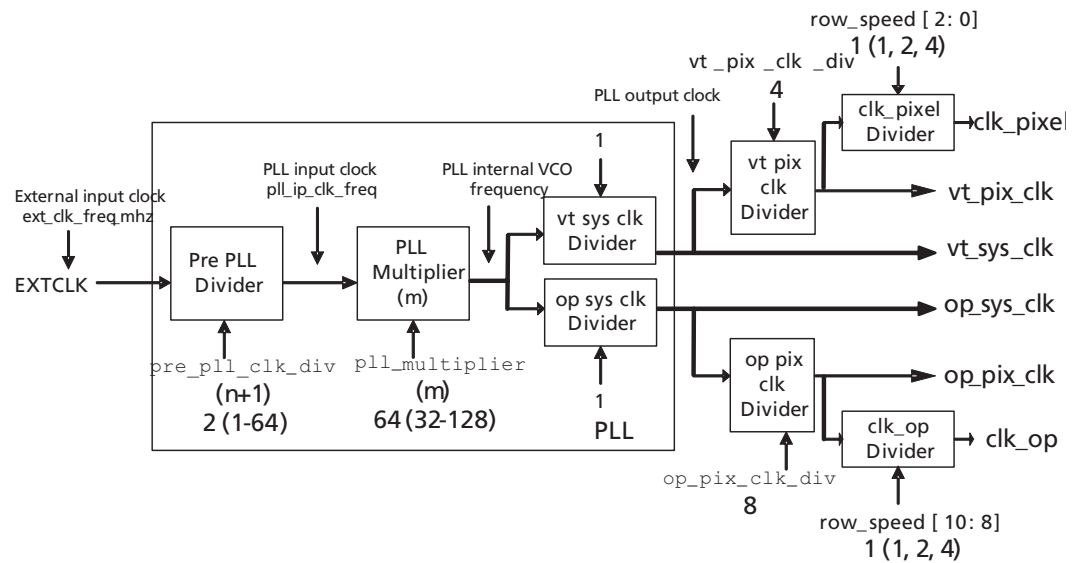 row_speed [ 2: 0]
1 (1, 2, 4)
vt _pix _clk _div
4
PLL output clock
clk_pixel
Divider
clk_pixel
1
vt pix
clk
Divider
PLL input clock
pll_ip_clk_freq
PLL internal VCO
frequency
External input clock
ext_clk_freq_mhz
vt_pix_clk
vt sys clk
Divider
vt_sys_clk
Pre PLL
Divider
PLL
Multiplier
(m)
EXTCLK
op sys clk
Divider
op_sys_clk
pre_pll_clk_div
(n+1)
2 (1-64)
pll_multiplier
(m)
64 (32-128)
1
PLL
op pix
clk
Divider
op_pix_clk
clk_op
Divider
clk_op
op_pix_clk_div
8
row_speed [ 10: 8]
1 (1, 2, 4)